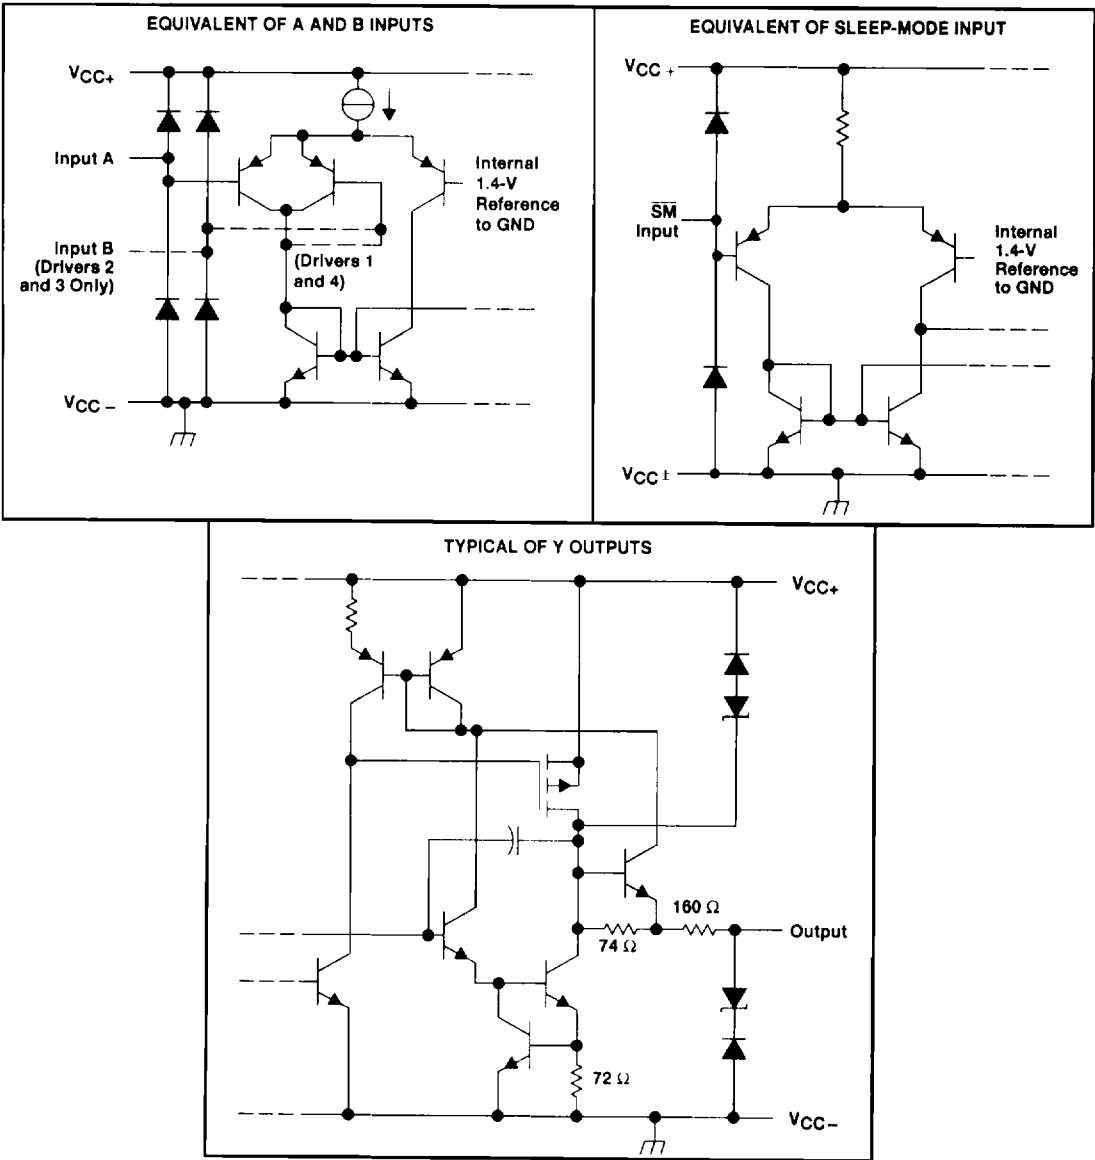 EQUIVALENT OF A AND B INPUTS
VCC+
Input A
Input B
(Drivers 2
and 3 Only)
(Drivers 1
and 4)
Internal
1.4-V
Reference
to GND
VCC−
EQUIVALENT OF SLEEP-MODE INPUT
VCC+
S̅M̅
Input
Internal
1.4-V
Reference
to GND
VCC±
TYPICAL OF Y OUTPUTS
VCC+
160 Ω
74 Ω
Output
72 Ω
VCC−